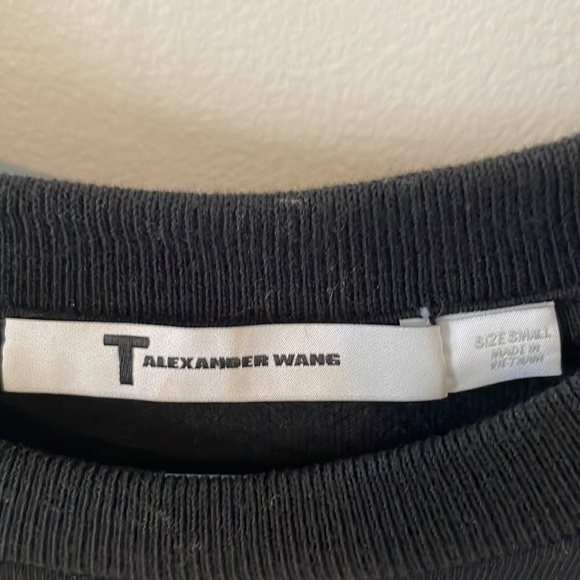 T ALEXANDER WANG
SIZE SMALL
MADE IN
VIETNAM